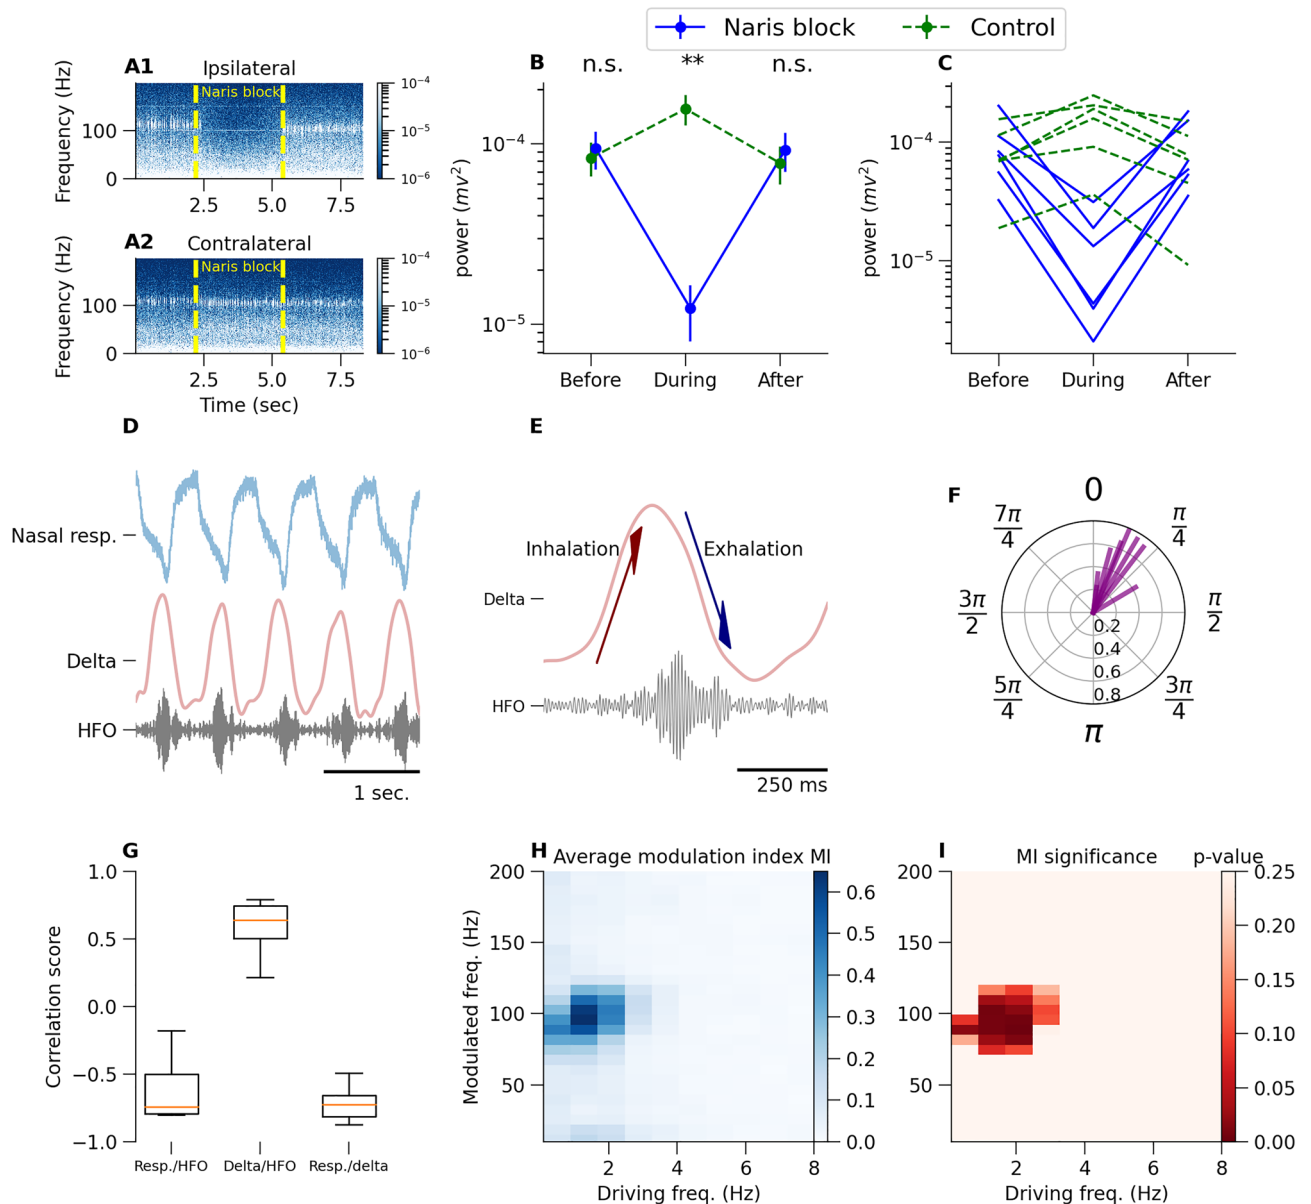 Naris block
Control
A1
Ipsilateral
Naris block
Frequency (Hz)
100
0
2.5
5.0
7.5
10⁻⁴
10⁻⁵
10⁻⁶
A2
Contralateral
Naris block
Frequency (Hz)
100
0
2.5
5.0
7.5
Time (sec)
10⁻⁴
10⁻⁵
10⁻⁶
B
n.s.
**
n.s.
power (mv²)
10⁻⁴
10⁻⁵
Before
During
After
C
power (mv²)
10⁻⁴
10⁻⁵
Before
During
After
D
Nasal resp.
Delta
HFO
1 sec.
E
Inhalation
Exhalation
Delta
HFO
250 ms
F
0
π/4
π/2
3π/4
π
5π/4
3π/2
7π/4
0.2
0.4
0.6
0.8
G
Correlation score
1.0
0.5
0.0
−0.5
−1.0
Resp./HFO
Delta/HFO
Resp./delta
H
Average modulation index MI
Modulated freq. (Hz)
200
150
100
50
2
4
6
8
Driving freq. (Hz)
0.6
0.5
0.4
0.3
0.2
0.1
0.0
I
MI significance
p-value
200
150
100
50
2
4
6
8
Driving freq. (Hz)
0.25
0.20
0.15
0.10
0.05
0.00